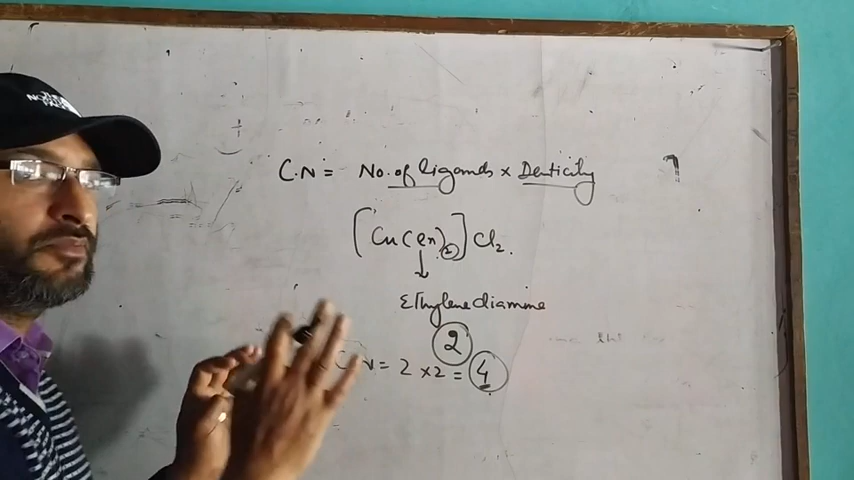 C.N = No. of ligands × Denticity
[Cu(en)2]Cl2.
↓
Ethylenediamine
2
C N = 2 × 2 = 4